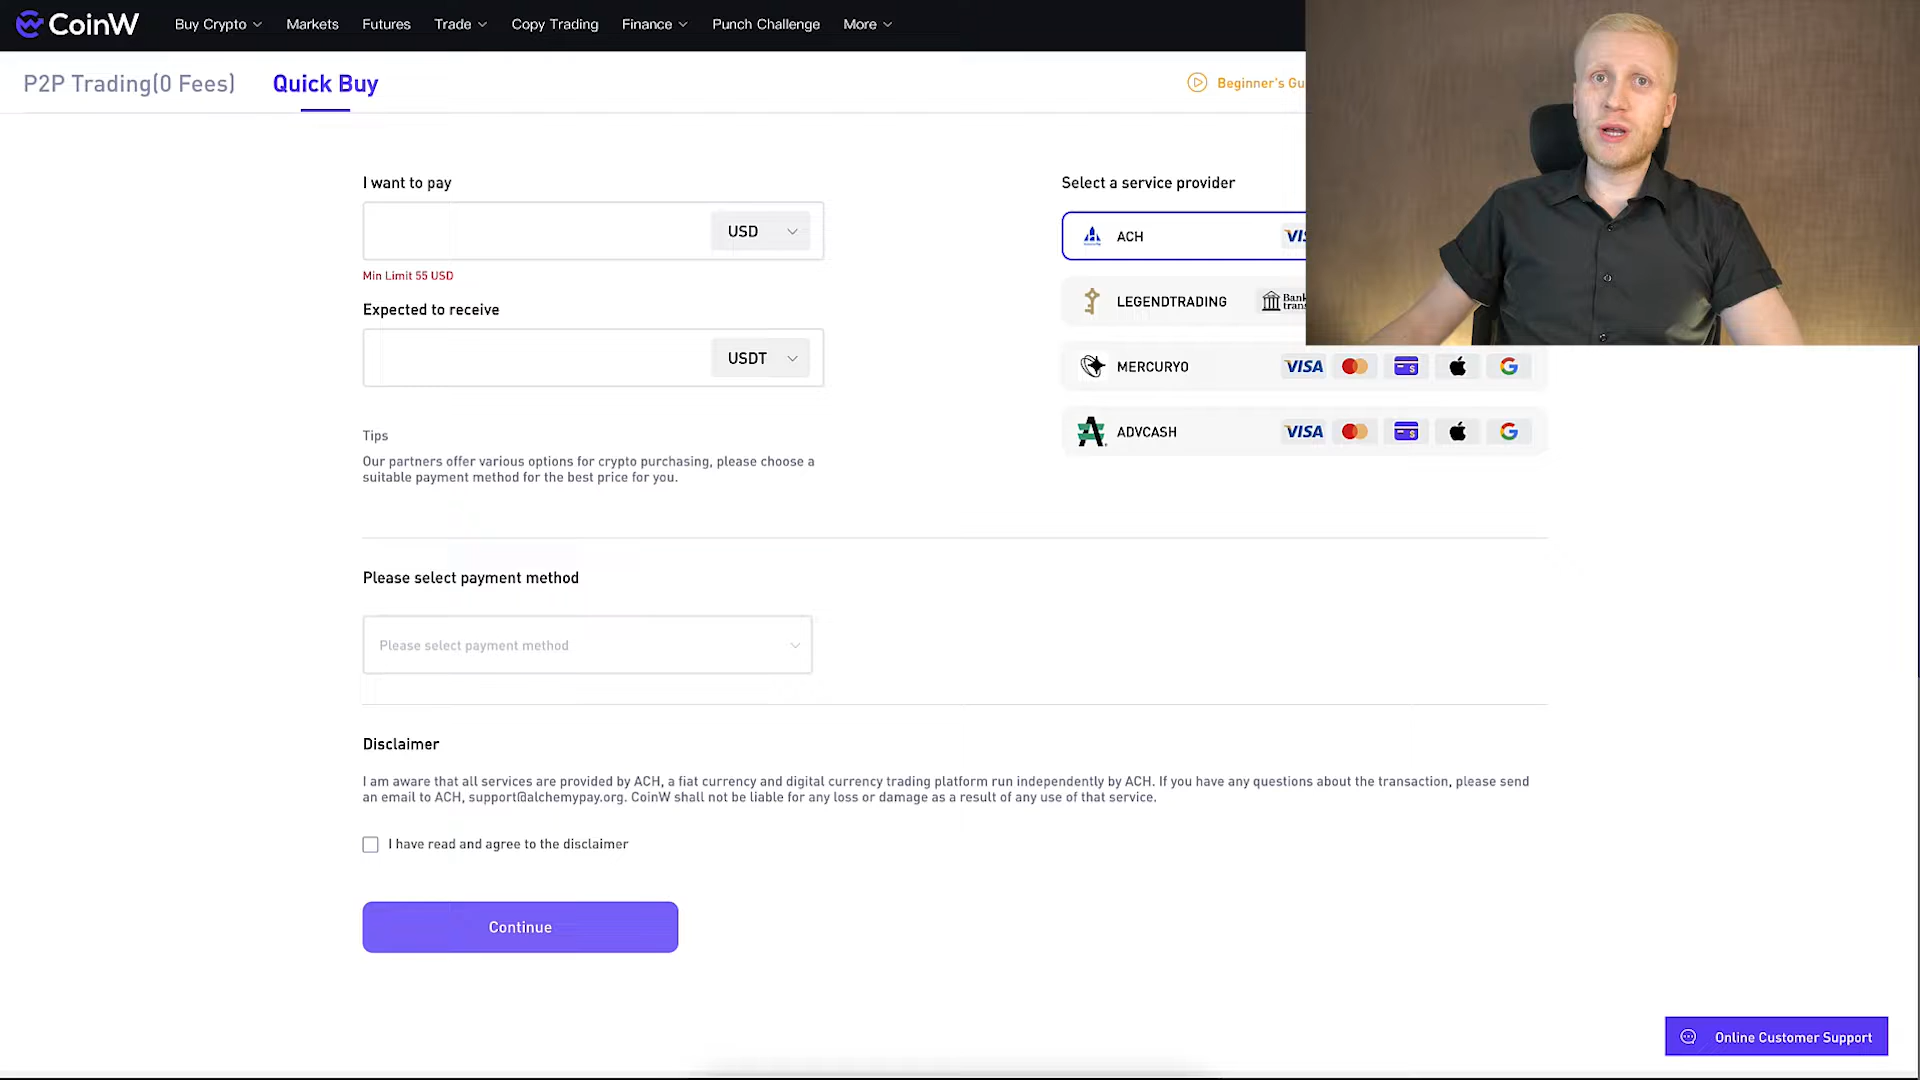 CoinW
Buy Crypto
Markets
Futures
Trade
Copy Trading
Finance
Punch Challenge
More
P2P Trading(0 Fees)
Quick Buy
Beginner's Gu
I want to pay
USD
Min Limit 55 USD
Expected to receive
USDT
Tips
Our partners offer various options for crypto purchasing, please choose a
suitable payment method for the best price for you.
Select a service provider
ACH
VIS
LEGENDTRADING
Bank
trans
MERCURYO
VISA
G
ADVCASH
VISA
G
Please select payment method
Please select payment method
Disclaimer
I am aware that all services are provided by ACH, a fiat currency and digital currency trading platform run independently by ACH. If you have any questions about the transaction, please send
an email to ACH, support@alchemypay.org. CoinW shall not be liable for any loss or damage as a result of any use of that service.
I have read and agree to the disclaimer
Continue
Online Customer Support